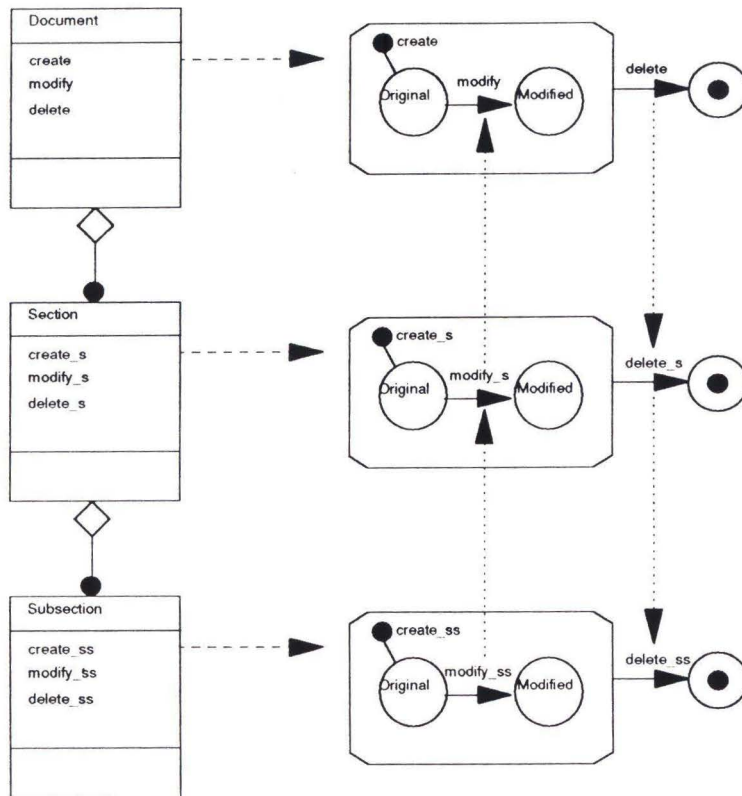 Document
create
modify
delete
create
Original
modify
Modified
delete
Section
create_s
modify_s
delete_s
create_s
Original
modify_s
Modified
delete_s
Subsection
create_ss
modify_ss
delete_ss
create_ss
Original
modify_ss
Modified
delete_ss